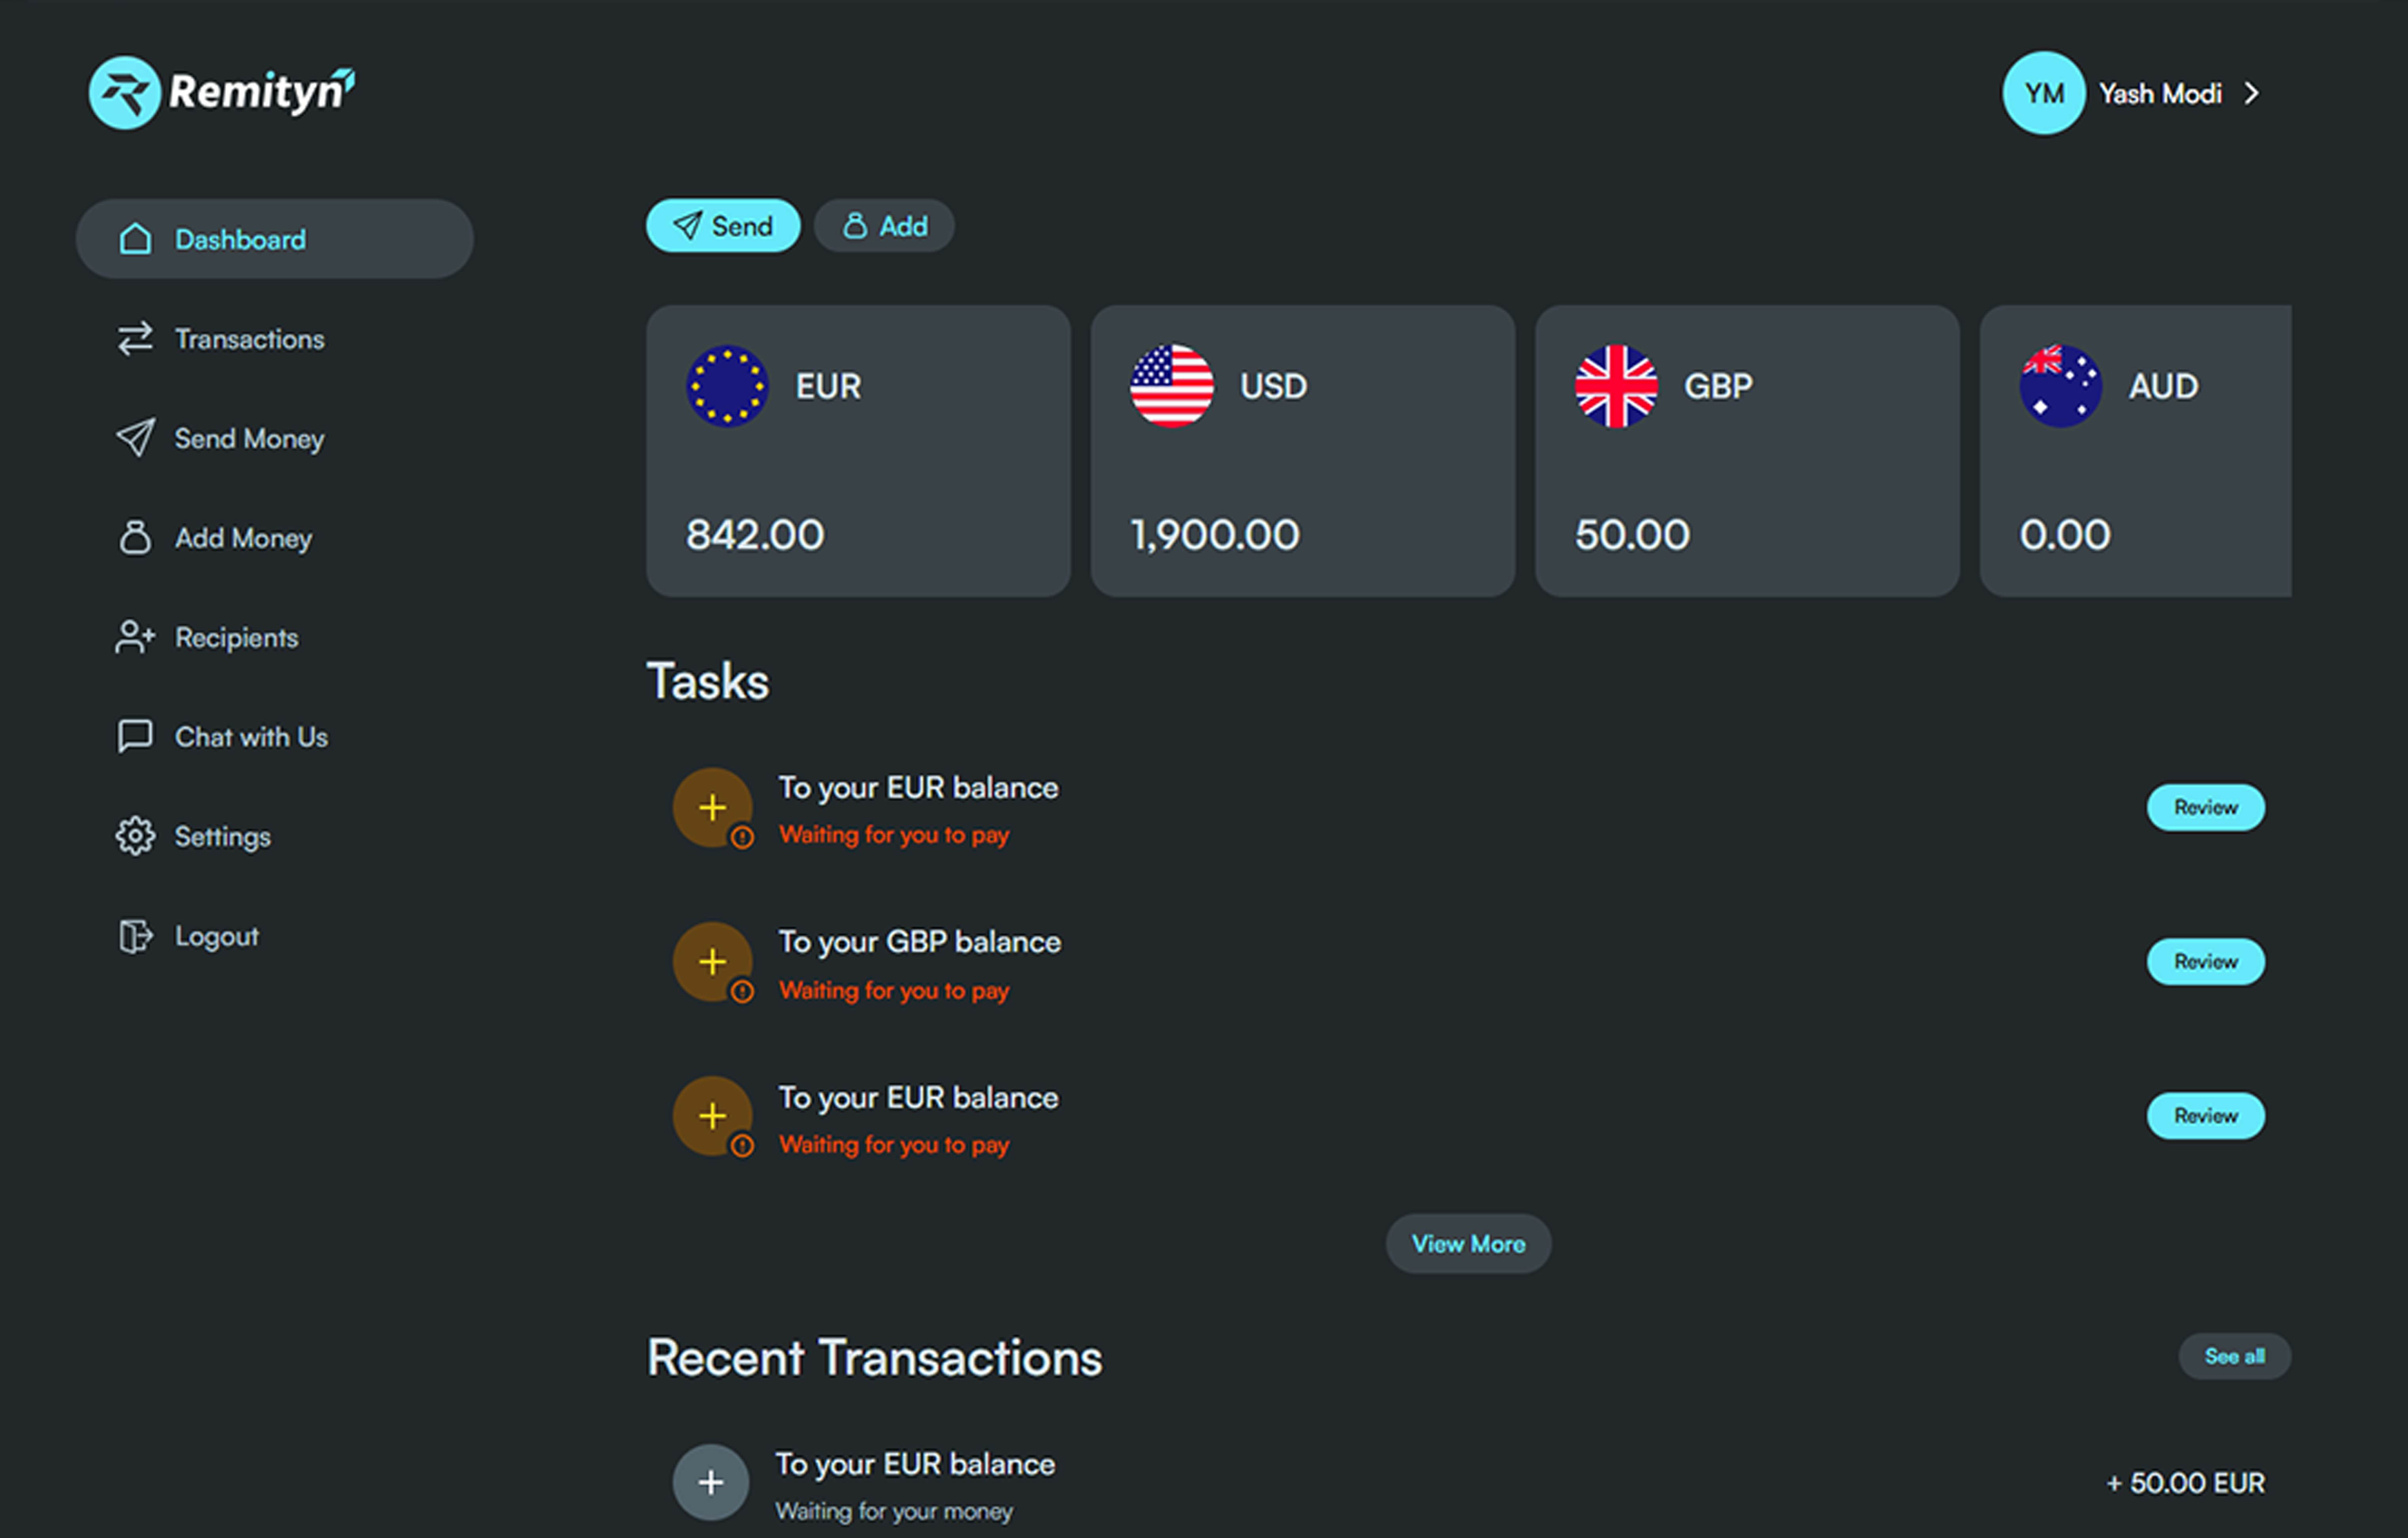 Remityn
YM Yash Modi
Dashboard
Transactions
Send Money
Add Money
Recipients
Chat with Us
Settings
Logout
Send Add
EUR
842.00
USD
1,900.00
GBP
50.00
AUD
0.00
Tasks
To your EUR balance
Waiting for you to pay
Review
To your GBP balance
Waiting for you to pay
Review
To your EUR balance
Waiting for you to pay
Review
View More
Recent Transactions
See all
To your EUR balance
Waiting for your money
+ 50.00 EUR